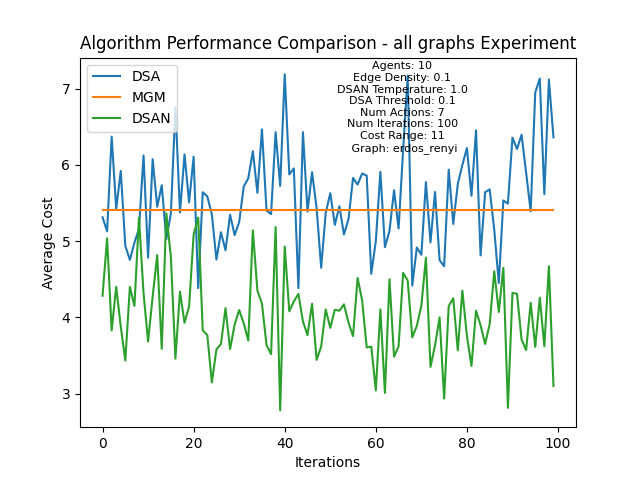 Algorithm Performance Comparison - all graphs Experiment
DSA
MGM
DSAN
Agents: 10
Edge Density: 0.1
DSAN Temperature: 1.0
DSA Threshold: 0.1
Num Actions: 7
Num Iterations: 100
Cost Range: 11
Graph: erdos_renyi
Average Cost
7
6
5
4
3
0
20
40
60
80
100
Iterations